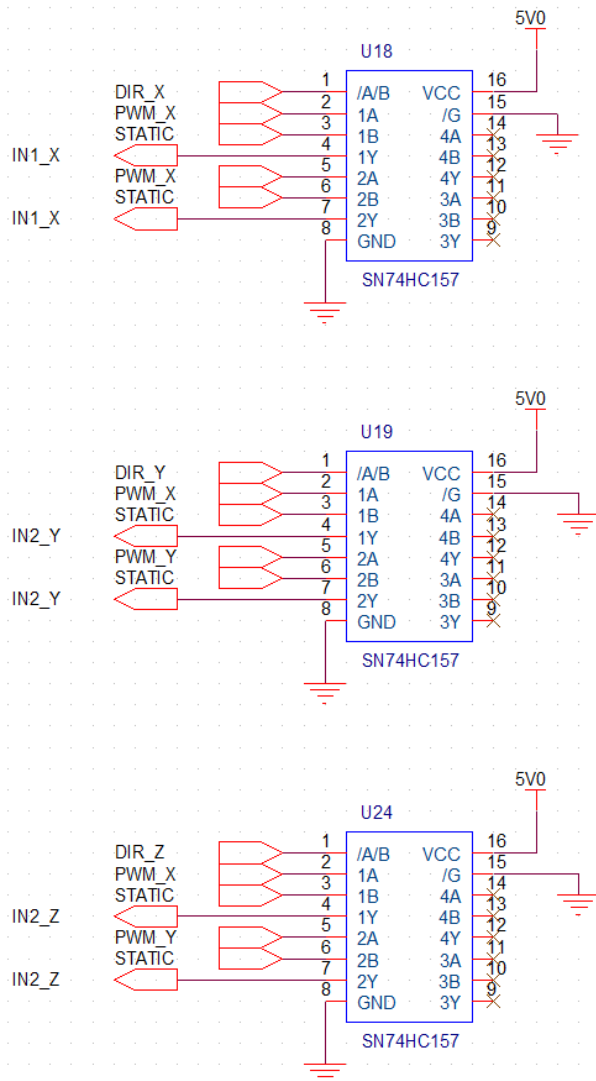 5V0
U18
DIR_X 1 /A/B VCC 16
PWM_X 2 1A /G 15
STATIC 3 1B 4A 14
IN1_X 4 1Y 4B 13
PWM_X 5 2A 4Y 12
STATIC 6 2B 3A 11
IN1_X 7 2Y 3B 10
8 GND 3Y 9
SN74HC157
5V0
U19
DIR_Y 1 /A/B VCC 16
PWM_X 2 1A /G 15
STATIC 3 1B 4A 14
IN2_Y 4 1Y 4B 13
PWM_Y 5 2A 4Y 12
STATIC 6 2B 3A 11
IN2_Y 7 2Y 3B 10
8 GND 3Y 9
SN74HC157
5V0
U24
DIR_Z 1 /A/B VCC 16
PWM_X 2 1A /G 15
STATIC 3 1B 4A 14
IN2_Z 4 1Y 4B 13
PWM_Y 5 2A 4Y 12
STATIC 6 2B 3A 11
IN2_Z 7 2Y 3B 10
8 GND 3Y 9
SN74HC157